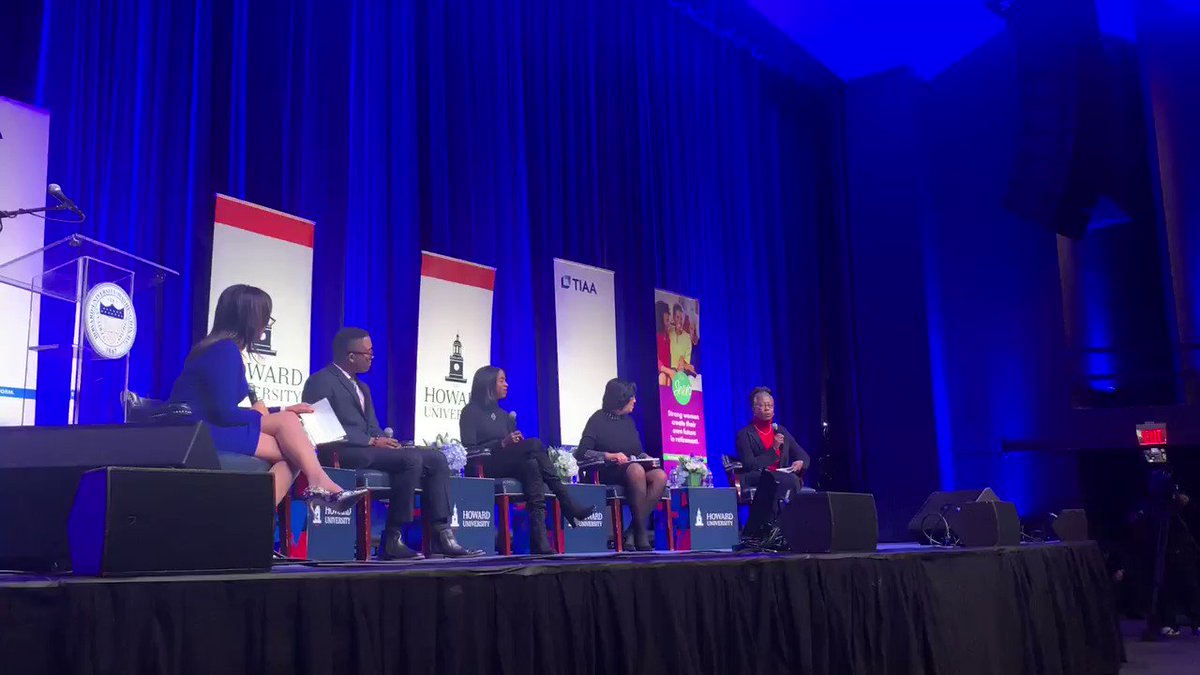 HOWARD
UNIVERSITY
HOWARD
UNIVERSITY
TIAA
Strong women
create their
own future
in retirement.
HOWARD
UNIVERSITY
HOWARD
UNIVERSITY
HOWARD
UNIVERSITY
HOWARD
UNIVERSITY
EXIT